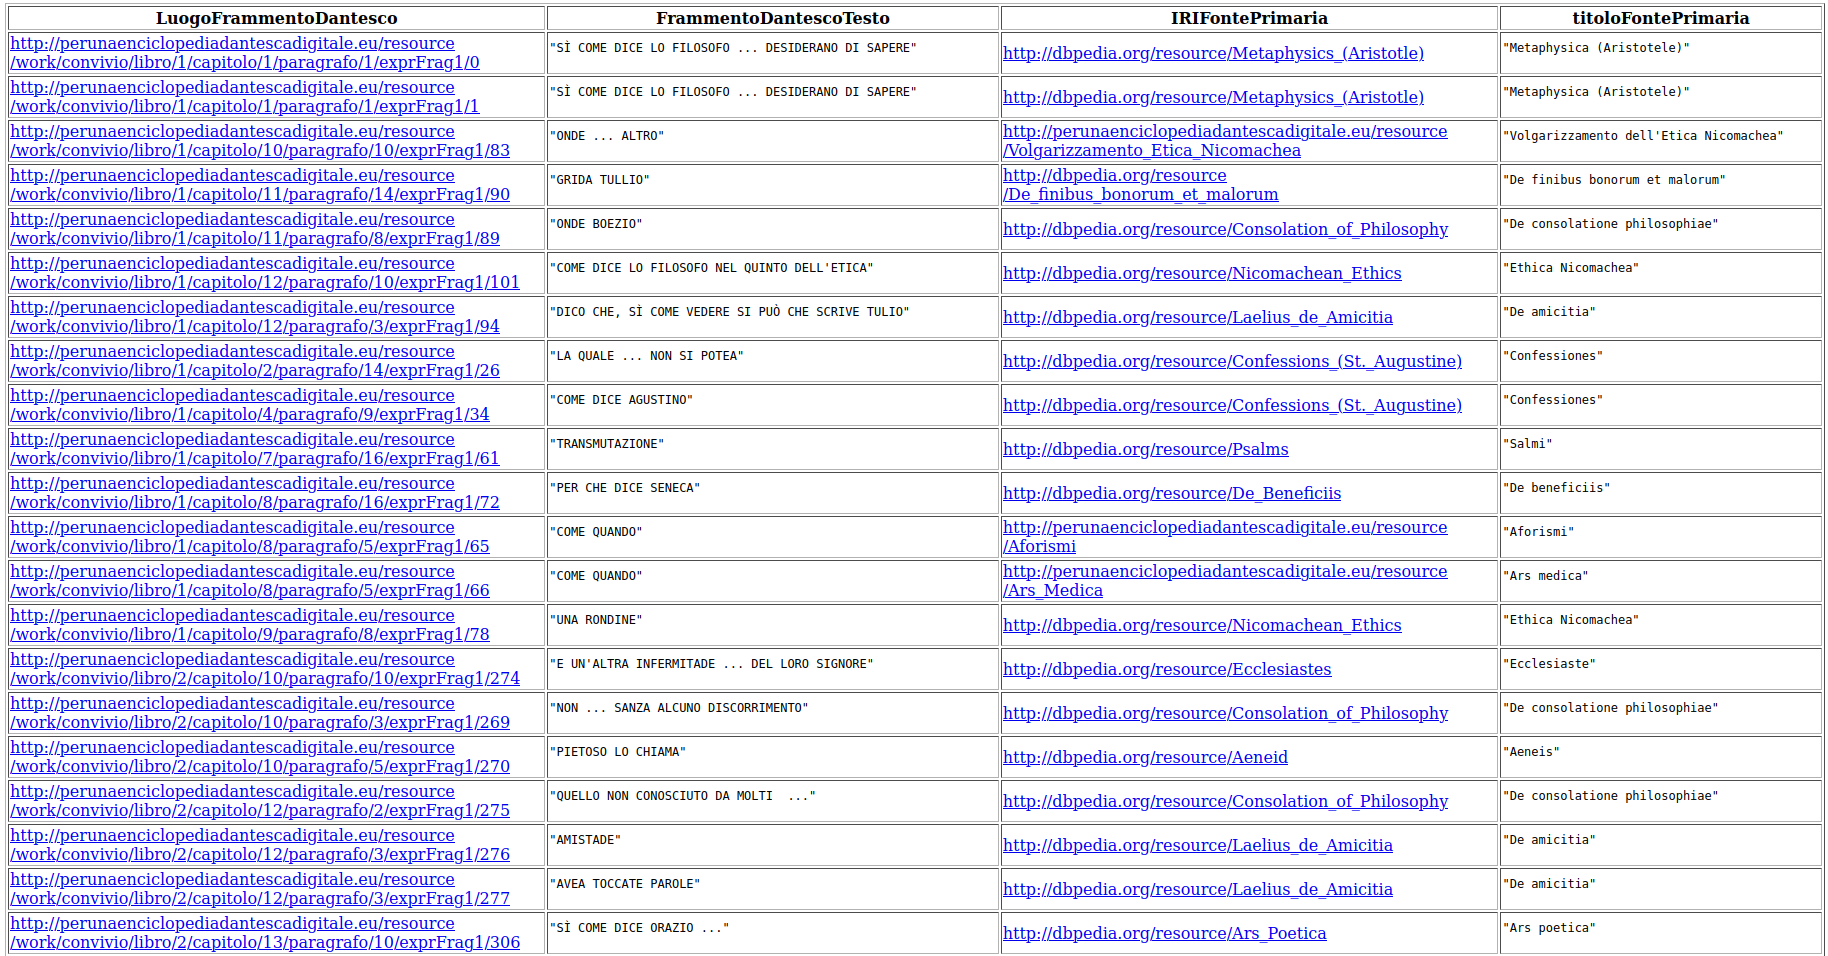 LuogoFrammentoDantesco FrammentoDantescoTesto IRIFontePrimaria titoloFontePrimaria
http://perunaenciclopediadantescadigitale.eu/resource
/work/convivio/libro/1/capitolo/1/paragrafo/1/exprFrag1/0 "SÌ COME DICE LO FILOSOFO ... DESIDERANO DI SAPERE" http://dbpedia.org/resource/Metaphysics_(Aristotle) "Metaphysica (Aristotele)"
http://perunaenciclopediadantescadigitale.eu/resource
/work/convivio/libro/1/capitolo/1/paragrafo/1/exprFrag1/1 "SÌ COME DICE LO FILOSOFO ... DESIDERANO DI SAPERE" http://dbpedia.org/resource/Metaphysics_(Aristotle) "Metaphysica (Aristotele)"
http://perunaenciclopediadantescadigitale.eu/resource
/work/convivio/libro/1/capitolo/10/paragrafo/10/exprFrag1/83 "ONDE ... ALTRO" http://perunaenciclopediadantescadigitale.eu/resource
/Volgarizzamento_Etica_Nicomachea "Volgarizzamento dell'Etica Nicomachea"
http://perunaenciclopediadantescadigitale.eu/resource
/work/convivio/libro/1/capitolo/11/paragrafo/14/exprFrag1/90 "GRIDA TULLIO" http://dbpedia.org/resource
/De_finibus_bonorum_et_malorum "De finibus bonorum et malorum"
http://perunaenciclopediadantescadigitale.eu/resource
/work/convivio/libro/1/capitolo/11/paragrafo/8/exprFrag1/89 "ONDE BOEZIO" http://dbpedia.org/resource/Consolation_of_Philosophy "De consolatione philosophiae"
http://perunaenciclopediadantescadigitale.eu/resource
/work/convivio/libro/1/capitolo/12/paragrafo/10/exprFrag1/101 "COME DICE LO FILOSOFO NEL QUINTO DELL'ETICA" http://dbpedia.org/resource/Nicomachean_Ethics "Ethica Nicomachea"
http://perunaenciclopediadantescadigitale.eu/resource
/work/convivio/libro/1/capitolo/12/paragrafo/3/exprFrag1/94 "DICO CHE, SÌ COME VEDERE SI PUÒ CHE SCRIVE TULIO" http://dbpedia.org/resource/Laelius_de_Amicitia "De amicitia"
http://perunaenciclopediadantescadigitale.eu/resource
/work/convivio/libro/1/capitolo/2/paragrafo/14/exprFrag1/26 "LA QUALE ... NON SI POTEA" http://dbpedia.org/resource/Confessions_(St._Augustine) "Confessiones"
http://perunaenciclopediadantescadigitale.eu/resource
/work/convivio/libro/1/capitolo/4/paragrafo/9/exprFrag1/34 "COME DICE AGUSTINO" http://dbpedia.org/resource/Confessions_(St._Augustine) "Confessiones"
http://perunaenciclopediadantescadigitale.eu/resource
/work/convivio/libro/1/capitolo/7/paragrafo/16/exprFrag1/61 "TRANSMUTAZIONE" http://dbpedia.org/resource/Psalms "Salmi"
http://perunaenciclopediadantescadigitale.eu/resource
/work/convivio/libro/1/capitolo/8/paragrafo/16/exprFrag1/72 "PER CHE DICE SENECA" http://dbpedia.org/resource/De_Beneficiis "De beneficiis"
http://perunaenciclopediadantescadigitale.eu/resource
/work/convivio/libro/1/capitolo/8/paragrafo/5/exprFrag1/65 "COME QUANDO" http://perunaenciclopediadantescadigitale.eu/resource
/Aforismi "Aforismi"
http://perunaenciclopediadantescadigitale.eu/resource
/work/convivio/libro/1/capitolo/8/paragrafo/5/exprFrag1/66 "COME QUANDO" http://perunaenciclopediadantescadigitale.eu/resource
/Ars_Medica "Ars medica"
http://perunaenciclopediadantescadigitale.eu/resource
/work/convivio/libro/1/capitolo/9/paragrafo/8/exprFrag1/78 "UNA RONDINE" http://dbpedia.org/resource/Nicomachean_Ethics "Ethica Nicomachea"
http://perunaenciclopediadantescadigitale.eu/resource
/work/convivio/libro/2/capitolo/10/paragrafo/10/exprFrag1/274 "E UN'ALTRA INFERMITADE ... DEL LORO SIGNORE" http://dbpedia.org/resource/Ecclesiastes "Ecclesiaste"
http://perunaenciclopediadantescadigitale.eu/resource
/work/convivio/libro/2/capitolo/10/paragrafo/3/exprFrag1/269 "NON ... SANZA ALCUNO DISCORRIMENTO" http://dbpedia.org/resource/Consolation_of_Philosophy "De consolatione philosophiae"
http://perunaenciclopediadantescadigitale.eu/resource
/work/convivio/libro/2/capitolo/10/paragrafo/5/exprFrag1/270 "PIETOSO LO CHIAMA" http://dbpedia.org/resource/Aeneid "Aeneis"
http://perunaenciclopediadantescadigitale.eu/resource
/work/convivio/libro/2/capitolo/12/paragrafo/2/exprFrag1/275 "QUELLO NON CONOSCIUTO DA MOLTI  ..." http://dbpedia.org/resource/Consolation_of_Philosophy "De consolatione philosophiae"
http://perunaenciclopediadantescadigitale.eu/resource
/work/convivio/libro/2/capitolo/12/paragrafo/3/exprFrag1/276 "AMISTADE" http://dbpedia.org/resource/Laelius_de_Amicitia "De amicitia"
http://perunaenciclopediadantescadigitale.eu/resource
/work/convivio/libro/2/capitolo/12/paragrafo/3/exprFrag1/277 "AVEA TOCCATE PAROLE" http://dbpedia.org/resource/Laelius_de_Amicitia "De amicitia"
http://perunaenciclopediadantescadigitale.eu/resource
/work/convivio/libro/2/capitolo/13/paragrafo/10/exprFrag1/306 "SÌ COME DICE ORAZIO ..." http://dbpedia.org/resource/Ars_Poetica "Ars poetica"